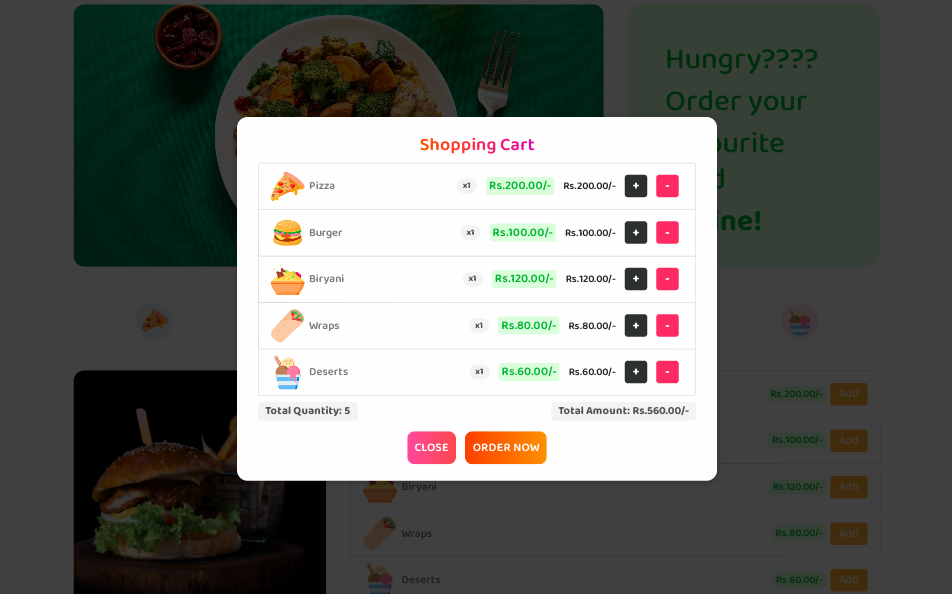 Hungry????
Order your
ourite
d
ne!
Shopping Cart
Pizza x1 Rs.200.00/- Rs.200.00/- + -
Burger x1 Rs.100.00/- Rs.100.00/- + -
Biryani x1 Rs.120.00/- Rs.120.00/- + -
Wraps x1 Rs.80.00/- Rs.80.00/- + -
Deserts x1 Rs.60.00/- Rs.60.00/- + -
Total Quantity: 5 Total Amount: Rs.560.00/-
CLOSE ORDER NOW
Rs.200.00/- Add
Rs.100.00/- Add
Biryani Rs.120.00/- Add
Wraps Rs.80.00/- Add
Deserts Rs.60.00/- Add